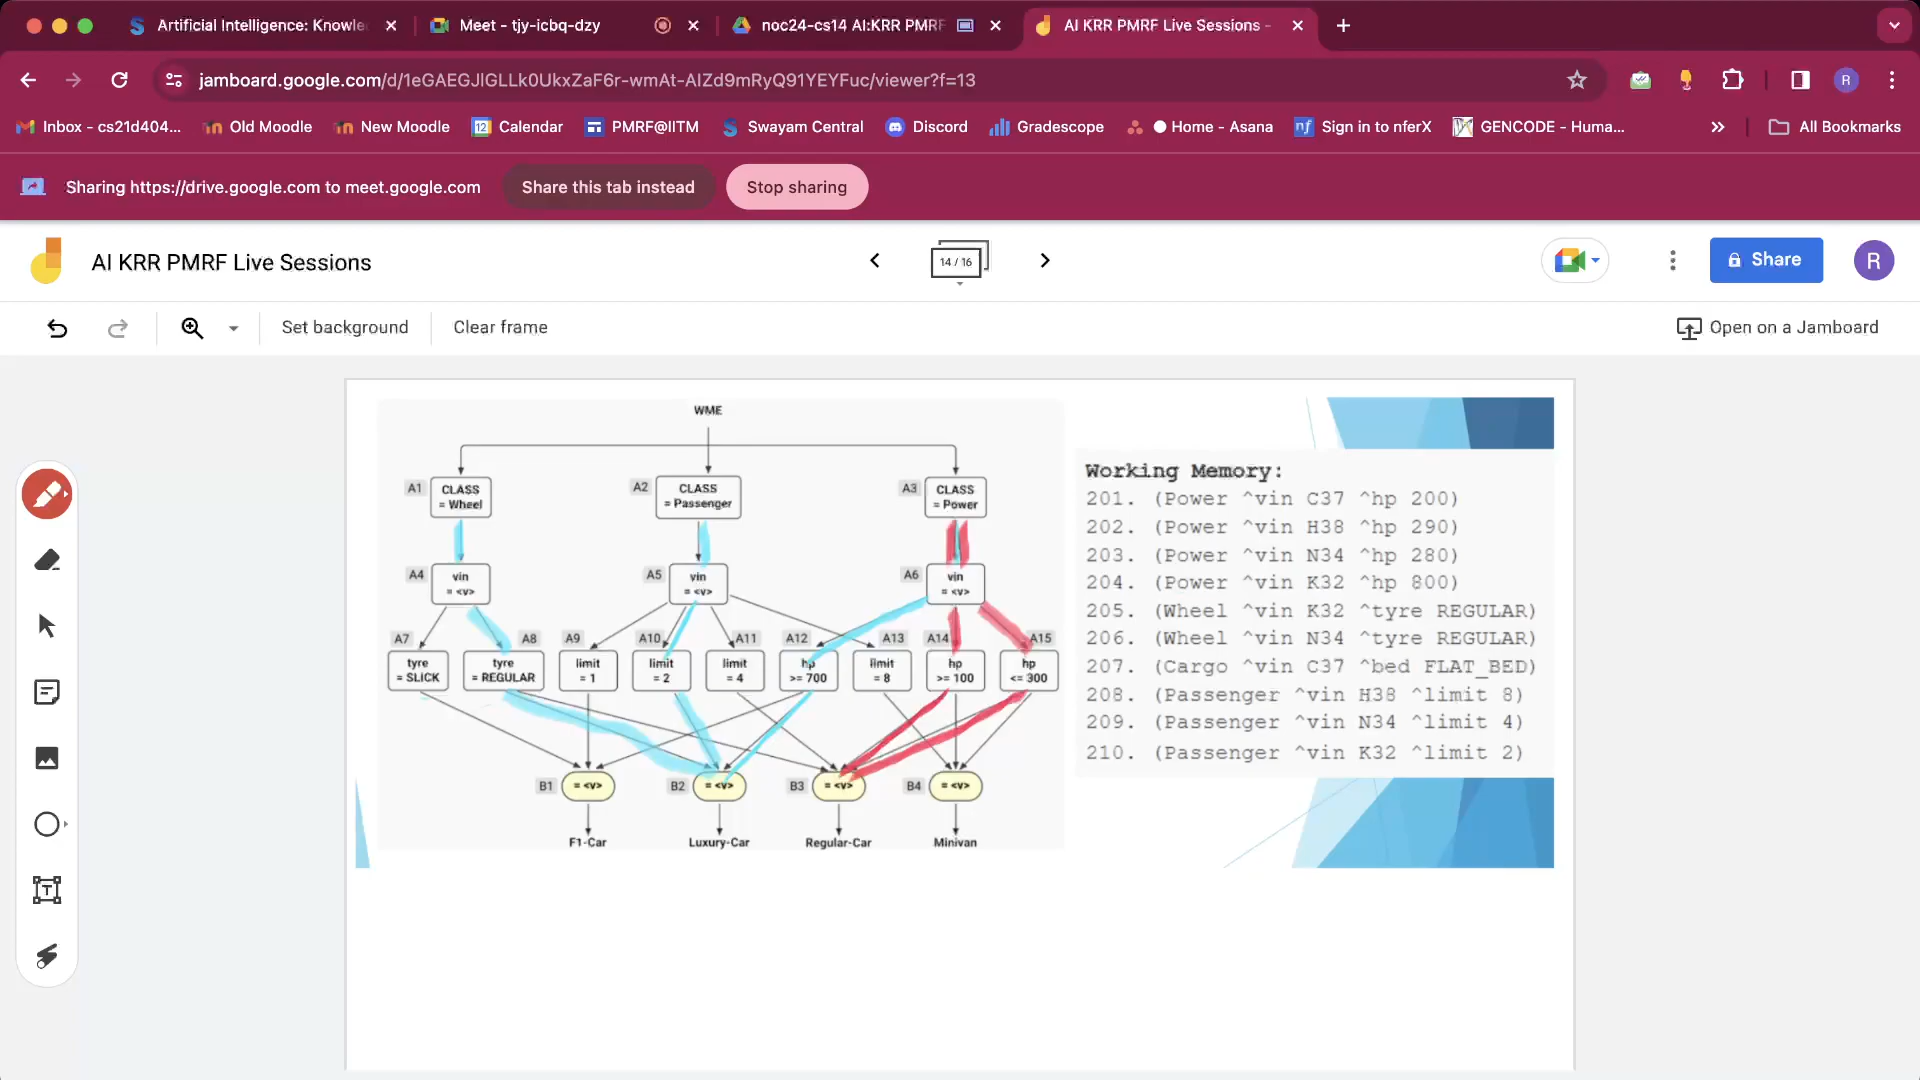 Artificial Intelligence: Knowle
Meet - tjy-icbq-dzy
noc24-cs14 AI:KRR PMRF
AI KRR PMRF Live Sessions -
jamboard.google.com/d/1eGAEGJlGLLk0UkxZaF6r-wmAt-AIZd9mRyQ91YEYFuc/viewer?f=13
R
Inbox - cs21d404...
Old Moodle
New Moodle
12 Calendar
PMRF@IITM
Swayam Central
Discord
Gradescope
Home - Asana
nf Sign in to nferX
GENCODE - Huma...
All Bookmarks
Sharing https://drive.google.com to meet.google.com
Share this tab instead
Stop sharing
AI KRR PMRF Live Sessions
14 / 16
Share
R
Set background
Clear frame
Open on a Jamboard
WME
A1 CLASS
= Wheel
A2 CLASS
= Passenger
A3 CLASS
= Power
A4 vin
= <v>
A5 vin
= <v>
A6 vin
= <v>
A7 A8 A9 A10 A11 A12 A13 A14 A15
tyre
= SLICK
tyre
= REGULAR
limit
= 1
limit
= 2
limit
= 4
hp
>= 700
limit
= 8
hp
>= 100
hp
<= 300
B1 = <v>
B2 = <v>
B3 = <v>
B4 = <v>
F1-Car
Luxury-Car
Regular-Car
Minivan
Working Memory:
201. (Power ^vin C37 ^hp 200)
202. (Power ^vin H38 ^hp 290)
203. (Power ^vin N34 ^hp 280)
204. (Power ^vin K32 ^hp 800)
205. (Wheel ^vin K32 ^tyre REGULAR)
206. (Wheel ^vin N34 ^tyre REGULAR)
207. (Cargo ^vin C37 ^bed FLAT_BED)
208. (Passenger ^vin H38 ^limit 8)
209. (Passenger ^vin N34 ^limit 4)
210. (Passenger ^vin K32 ^limit 2)